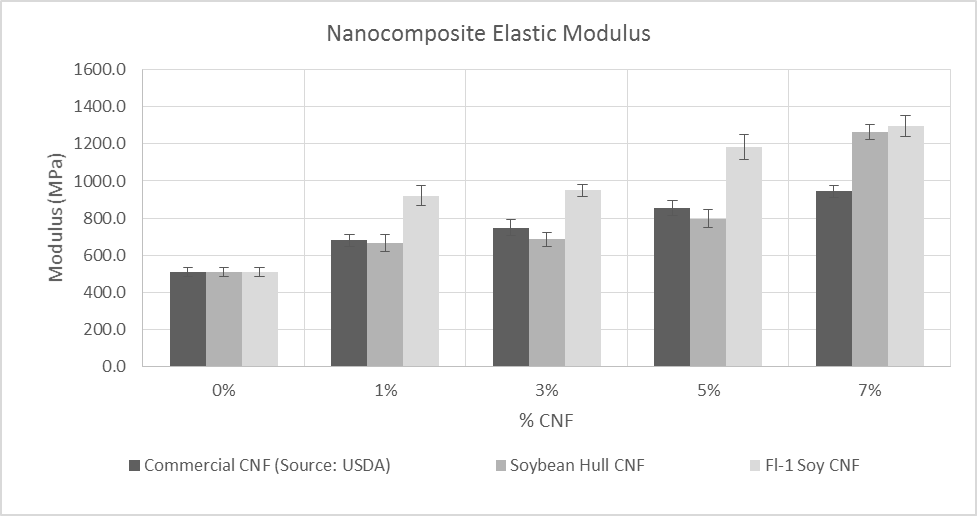 Nanocomposite Elastic Modulus
1600.0
1400.0
1200.0
1000.0
800.0
600.0
400.0
200.0
0.0
Modulus (MPa)
0% 1% 3% 5% 7%
% CNF
Commercial CNF (Source: USDA) Soybean Hull CNF Fl-1 Soy CNF